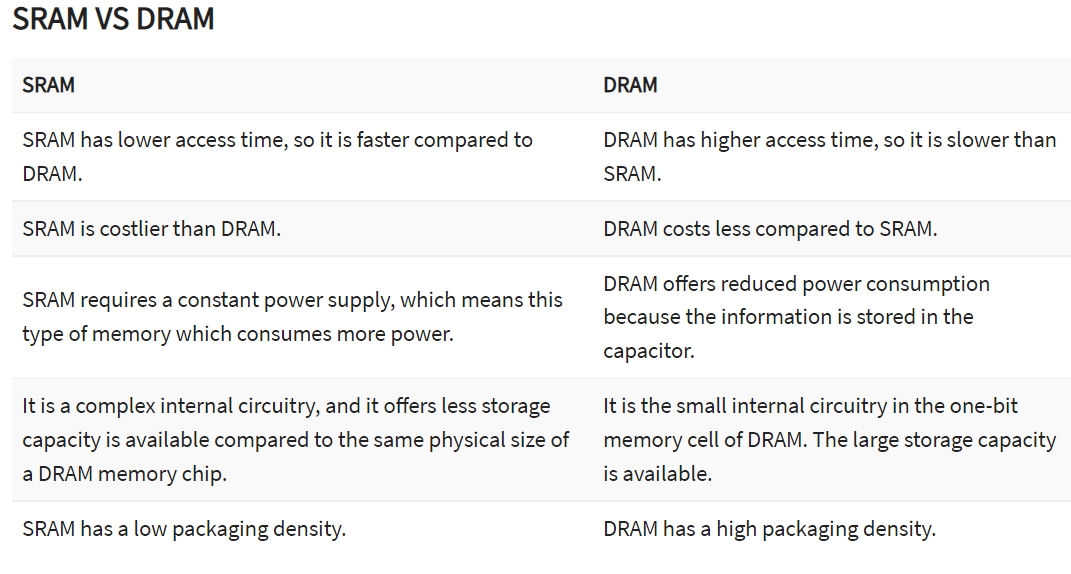 SRAM VS DRAM
SRAM
DRAM
SRAM has lower access time, so it is faster compared to
DRAM.
DRAM has higher access time, so it is slower than
SRAM.
SRAM is costlier than DRAM.
DRAM costs less compared to SRAM.
SRAM requires a constant power supply, which means this
type of memory which consumes more power.
DRAM offers reduced power consumption
because the information is stored in the
capacitor.
It is a complex internal circuitry, and it offers less storage
capacity is available compared to the same physical size of
a DRAM memory chip.
It is the small internal circuitry in the one-bit
memory cell of DRAM. The large storage capacity
is available.
SRAM has a low packaging density.
DRAM has a high packaging density.